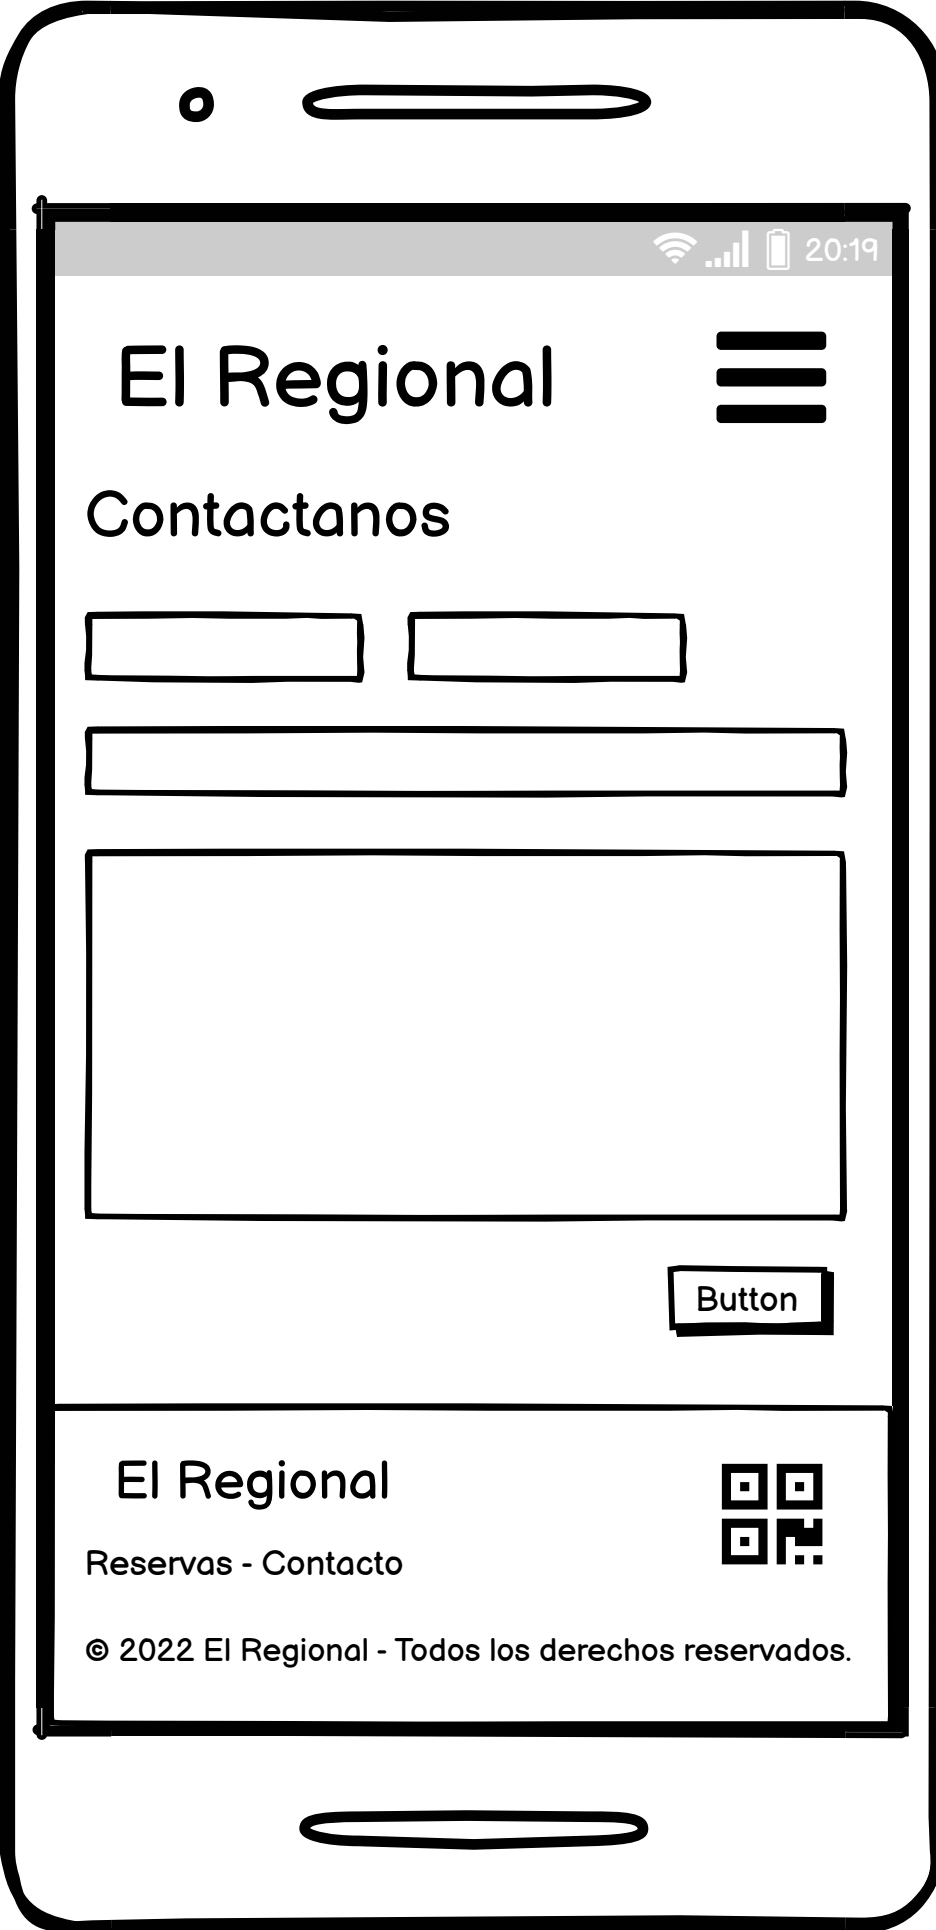 20:19
El Regional
Contactanos
Button
El Regional
Reservas - Contacto
© 2022 El Regional - Todos los derechos reservados.